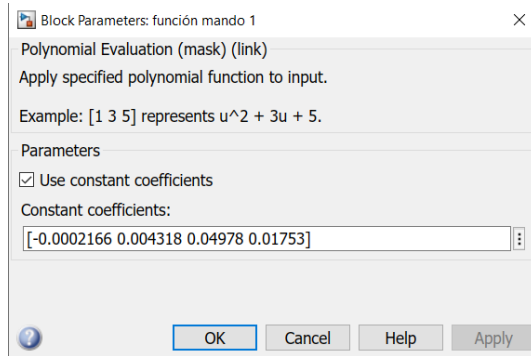 Block Parameters: función mando 1
Polynomial Evaluation (mask) (link)
Apply specified polynomial function to input.
Example: [1 3 5] represents u^2 + 3u + 5.
Parameters
Use constant coefficients
Constant coefficients:
[-0.0002166 0.004318 0.04978 0.01753]
OK Cancel Help Apply